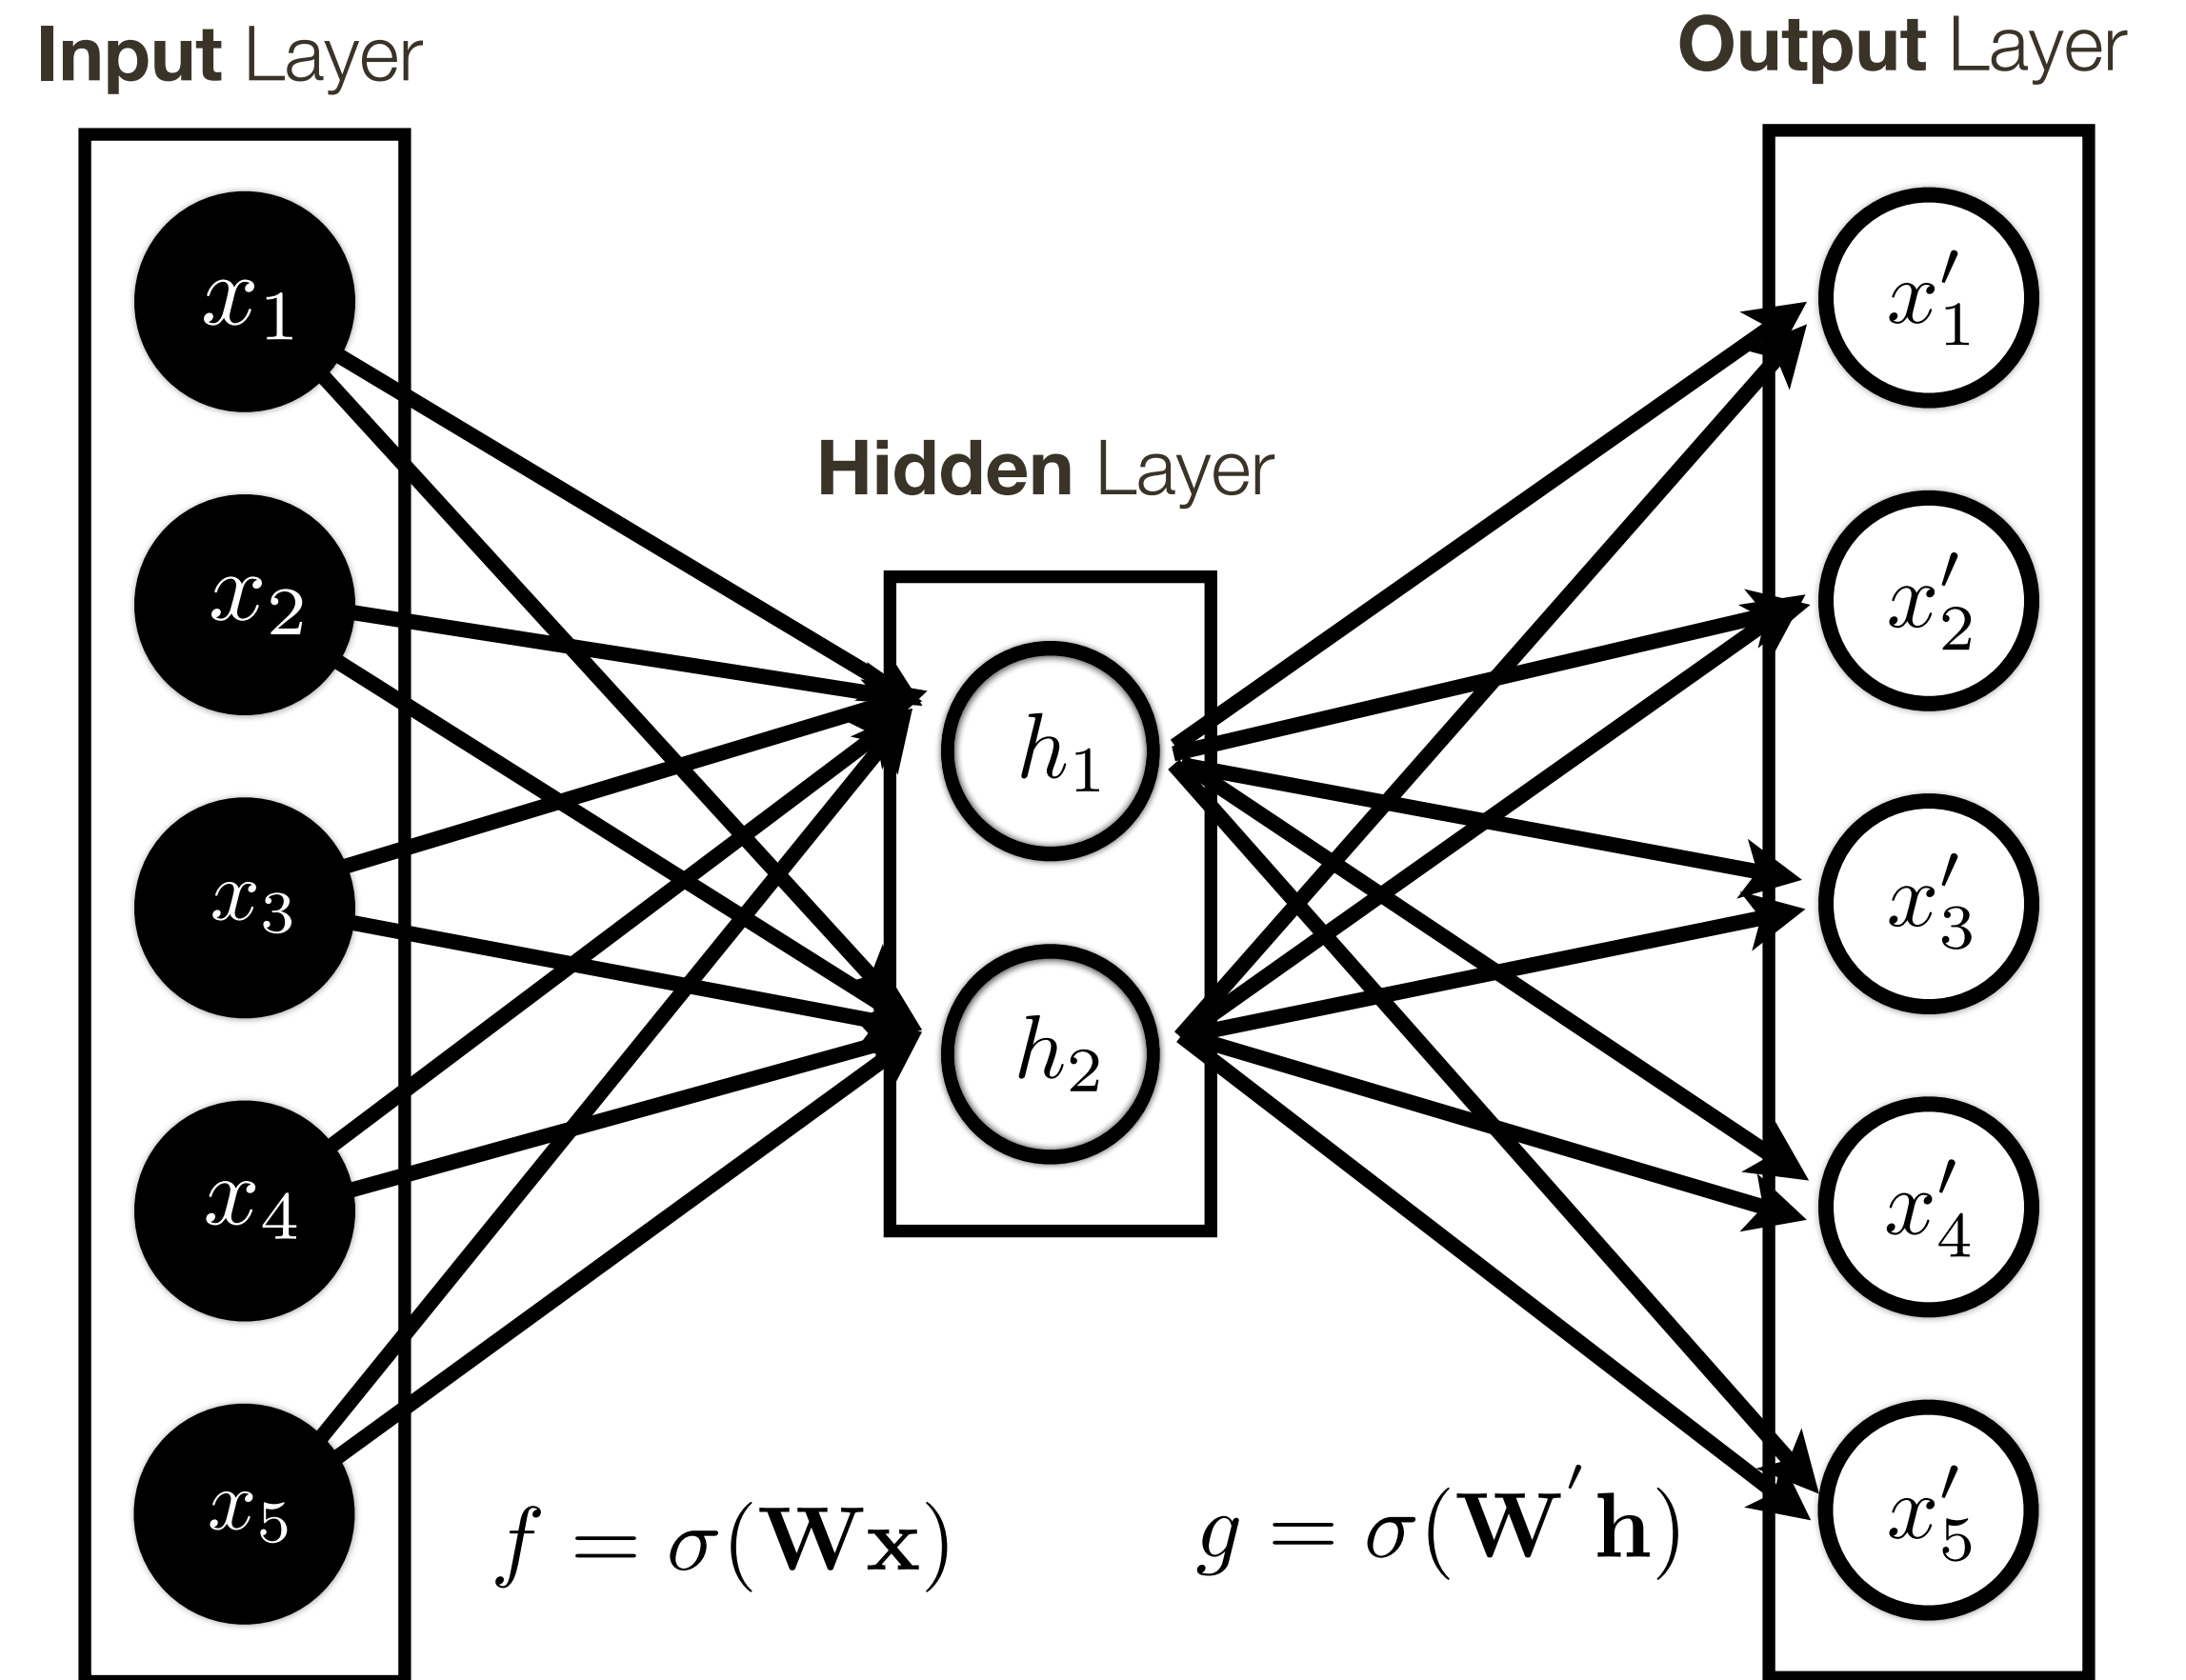 Input Layer
Output Layer
Hidden Layer
x₁
x₂
x₃
x₄
x₅
h₁
h₂
x′₁
x′₂
x′₃
x′₄
x′₅
f = σ(Wx)
g = σ(W′h)